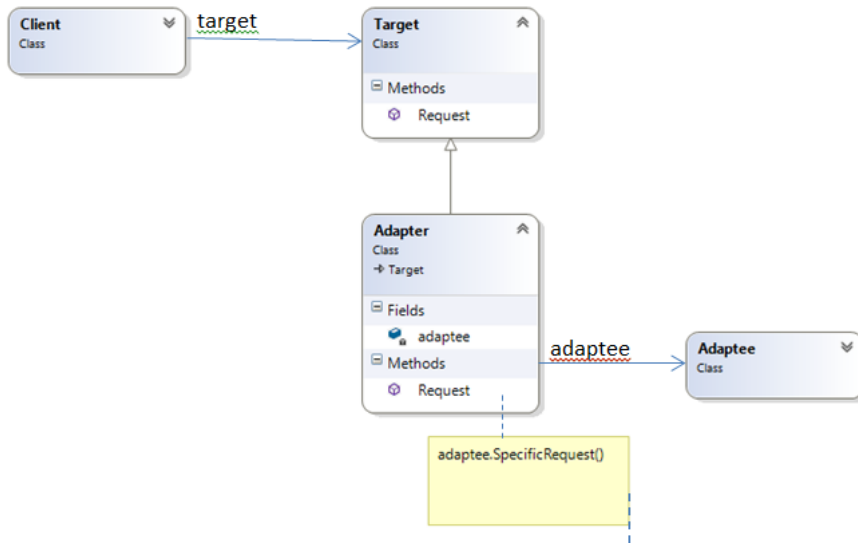 Client
Class
target
Target
Class
Methods
Request
Adapter
Class
Target
Fields
adaptee
Methods
Request
adaptee
Adaptee
Class
adaptee.SpecificRequest()